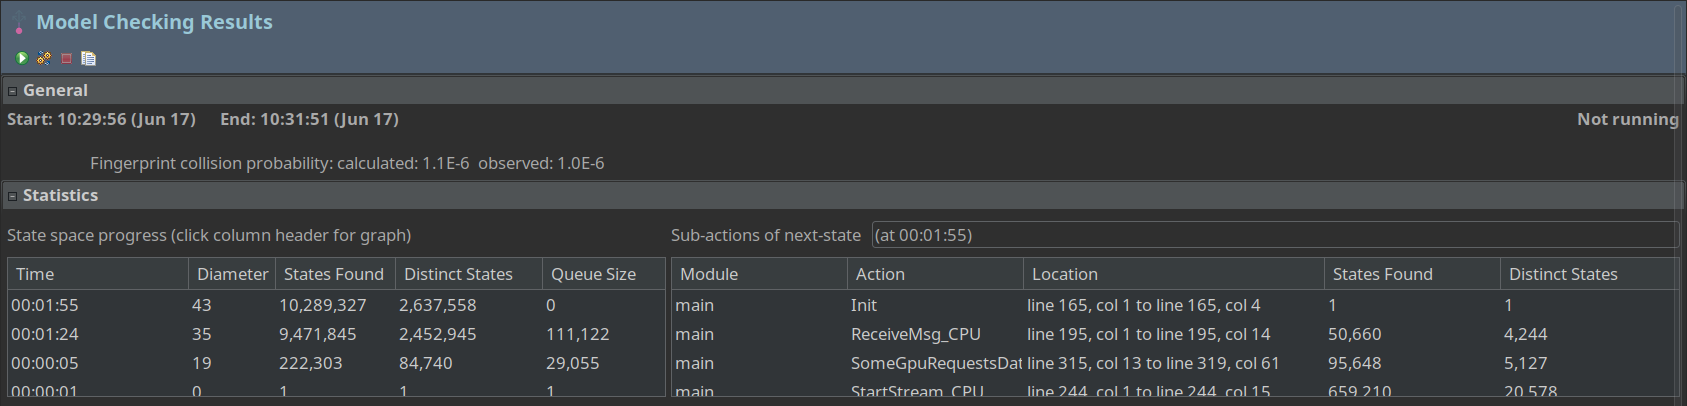 Model Checking Results
General
Start: 10:29:56 (Jun 17) End: 10:31:51 (Jun 17) Not running
Fingerprint collision probability: calculated: 1.1E-6 observed: 1.0E-6
Statistics
State space progress (click column header for graph) Sub-actions of next-state (at 00:01:55)
Time Diameter States Found Distinct States Queue Size Module Action Location States Found Distinct States
00:01:55 43 10,289,327 2,637,558 0 main Init line 165, col 1 to line 165, col 4 1 1
00:01:24 35 9,471,845 2,452,945 111,122 main ReceiveMsg_CPU line 195, col 1 to line 195, col 14 50,660 4,244
00:00:05 19 222,303 84,740 29,055 main SomeGpuRequestsDat line 315, col 13 to line 319, col 61 95,648 5,127
00:00:01 0 1 1 1 main StartStream_CPU line 244, col 1 to line 244, col 15 659,210 20,578